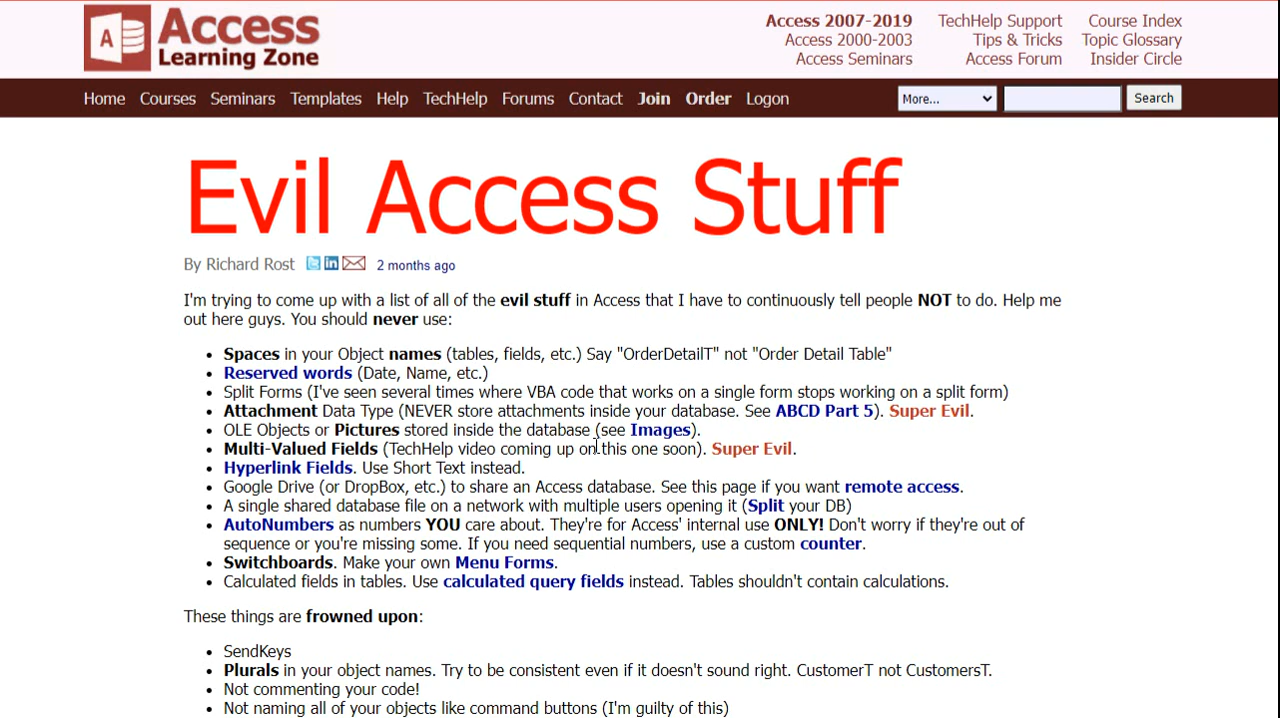 Access
Learning Zone
A
Access 2007-2019 TechHelp Support Course Index
Access 2000-2003 Tips & Tricks Topic Glossary
Access Seminars Access Forum Insider Circle
Home Courses Seminars Templates Help TechHelp Forums Contact Join Order Logon More... Search
Evil Access Stuff
By Richard Rost in 2 months ago
I'm trying to come up with a list of all of the evil stuff in Access that I have to continuously tell people NOT to do. Help me
out here guys. You should never use:
• Spaces in your Object names (tables, fields, etc.) Say "OrderDetailT" not "Order Detail Table"
• Reserved words (Date, Name, etc.)
• Split Forms (I've seen several times where VBA code that works on a single form stops working on a split form)
• Attachment Data Type (NEVER store attachments inside your database. See ABCD Part 5). Super Evil.
• OLE Objects or Pictures stored inside the database (see Images).
• Multi-Valued Fields (TechHelp video coming up on this one soon). Super Evil.
• Hyperlink Fields. Use Short Text instead.
• Google Drive (or DropBox, etc.) to share an Access database. See this page if you want remote access.
• A single shared database file on a network with multiple users opening it (Split your DB)
• AutoNumbers as numbers YOU care about. They're for Access' internal use ONLY! Don't worry if they're out of
sequence or you're missing some. If you need sequential numbers, use a custom counter.
• Switchboards. Make your own Menu Forms.
• Calculated fields in tables. Use calculated query fields instead. Tables shouldn't contain calculations.
These things are frowned upon:
• SendKeys
• Plurals in your object names. Try to be consistent even if it doesn't sound right. CustomerT not CustomersT.
• Not commenting your code!
• Not naming all of your objects like command buttons (I'm guilty of this)